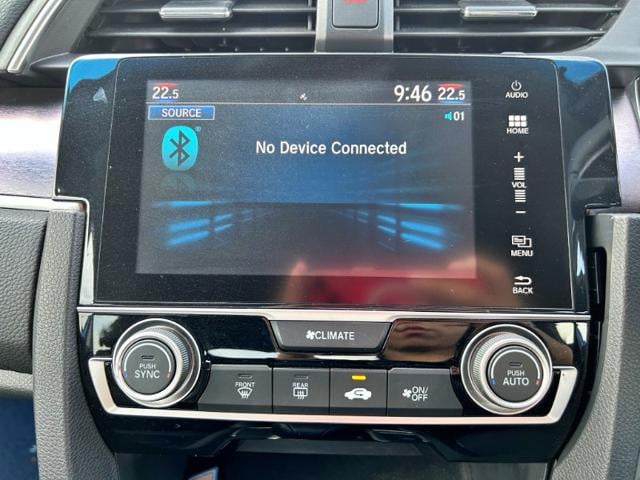 22.5 9:46 22.5
SOURCE 01
No Device Connected
AUDIO
HOME
+
VOL
−
MENU
BACK
CLIMATE
PUSH
SYNC
FRONT
REAR
ON/
OFF
PUSH
AUTO